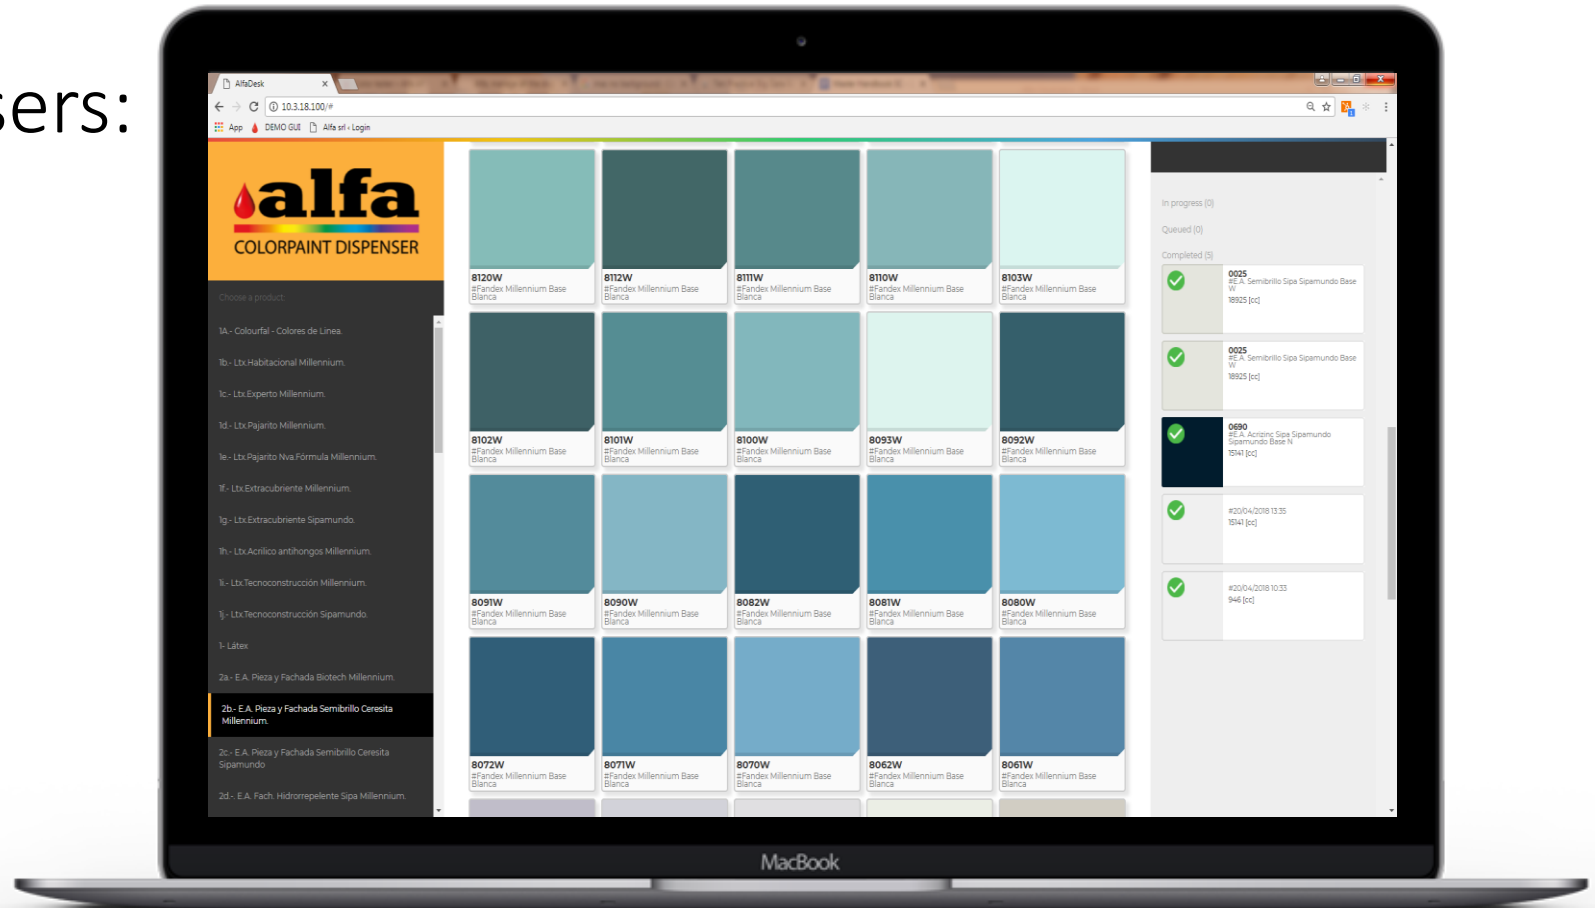 sers:
AlfaDesk
10.3.18.100/#
App
DEMO GUI
Alfa srl ‹ Login
alfa
COLORPAINT DISPENSER
Choose a product:
1A.- Colourfal - Colores de Linea.
1b.- Ltx.Habitacional Millennium.
1c.- Ltx.Experto Millennium.
1d.- Ltx.Pajarito Millennium.
1e.- Ltx.Pajarito Nva.Fórmula Millennium.
1f.- Ltx.Extracubriente Millennium.
1g.- Ltx.Extracubriente Sipamundo.
1h.- Ltx.Acrilico antihongos Millennium.
1i.- Ltx.Tecnoconstrucción Millennium.
1j.- Ltx.Tecnoconstrucción Sipamundo.
1- Látex
2a.- E.A. Pieza y Fachada Biotech Millennium.
2b.- E.A. Pieza y Fachada Semibrillo Ceresita
Millennium.
2c.- E.A. Pieza y Fachada Semibrillo Ceresita
Sipamundo
2d.-. E.A. Fach. Hidrorrepelente Sipa Millennium.
8120W
#Fandex Millennium Base
Blanca
8112W
#Fandex Millennium Base
Blanca
8111W
#Fandex Millennium Base
Blanca
8110W
#Fandex Millennium Base
Blanca
8103W
#Fandex Millennium Base
Blanca
8102W
#Fandex Millennium Base
Blanca
8101W
#Fandex Millennium Base
Blanca
8100W
#Fandex Millennium Base
Blanca
8093W
#Fandex Millennium Base
Blanca
8092W
#Fandex Millennium Base
Blanca
8091W
#Fandex Millennium Base
Blanca
8090W
#Fandex Millennium Base
Blanca
8082W
#Fandex Millennium Base
Blanca
8081W
#Fandex Millennium Base
Blanca
8080W
#Fandex Millennium Base
Blanca
8072W
#Fandex Millennium Base
Blanca
8071W
#Fandex Millennium Base
Blanca
8070W
#Fandex Millennium Base
Blanca
8062W
#Fandex Millennium Base
Blanca
8061W
#Fandex Millennium Base
Blanca
In progress (0)
Queued (0)
Completed (5)
0025
#E.A. Semibrillo Sipa Sipamundo Base
W
18925 [cc]
0025
#E.A. Semibrillo Sipa Sipamundo Base
W
18925 [cc]
0690
#E.A. Acrizinc Sipa Sipamundo
Sipamundo Base N
15141 [cc]
#20/04/2018 13:35
15141 [cc]
#20/04/2018 10:33
946 [cc]
MacBook